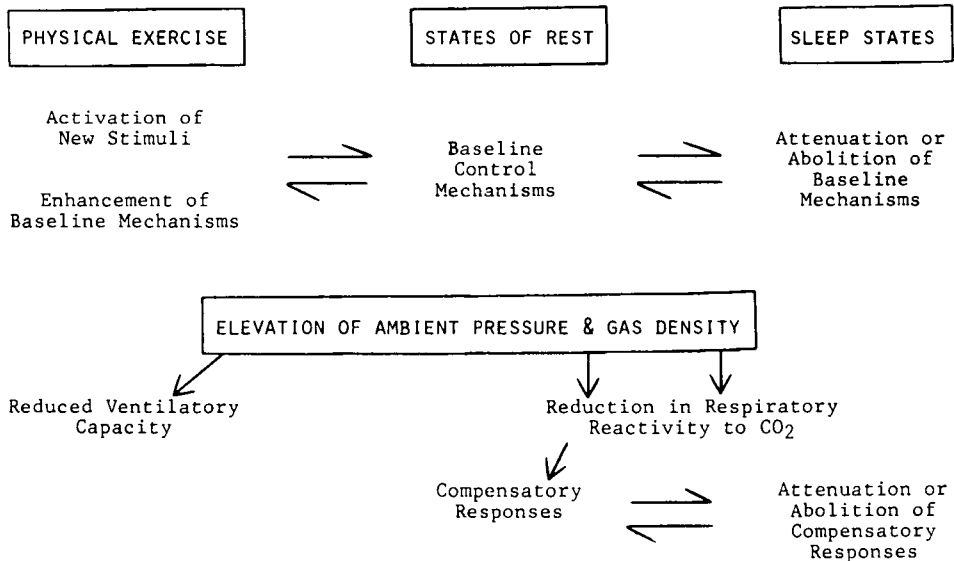 PHYSICAL EXERCISE
STATES OF REST
SLEEP STATES
Activation of
New Stimuli
Enhancement of
Baseline Mechanisms
Baseline
Control
Mechanisms
Attenuation or
Abolition of
Baseline
Mechanisms
ELEVATION OF AMBIENT PRESSURE & GAS DENSITY
Reduced Ventilatory
Capacity
Reduction in Respiratory
Reactivity to CO₂
Compensatory
Responses
Attenuation or
Abolition of
Compensatory
Responses